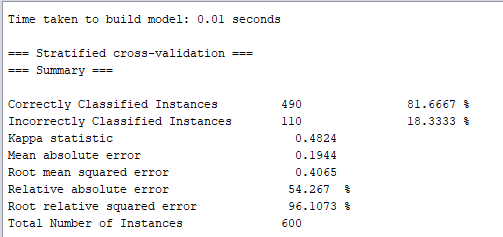 Time taken to build model: 0.01 seconds
=== Stratified cross-validation ===
=== Summary ===
Correctly Classified Instances 490 81.6667 %
Incorrectly Classified Instances 110 18.3333 %
Kappa statistic 0.4824
Mean absolute error 0.1944
Root mean squared error 0.4065
Relative absolute error 54.267 %
Root relative squared error 96.1073 %
Total Number of Instances 600